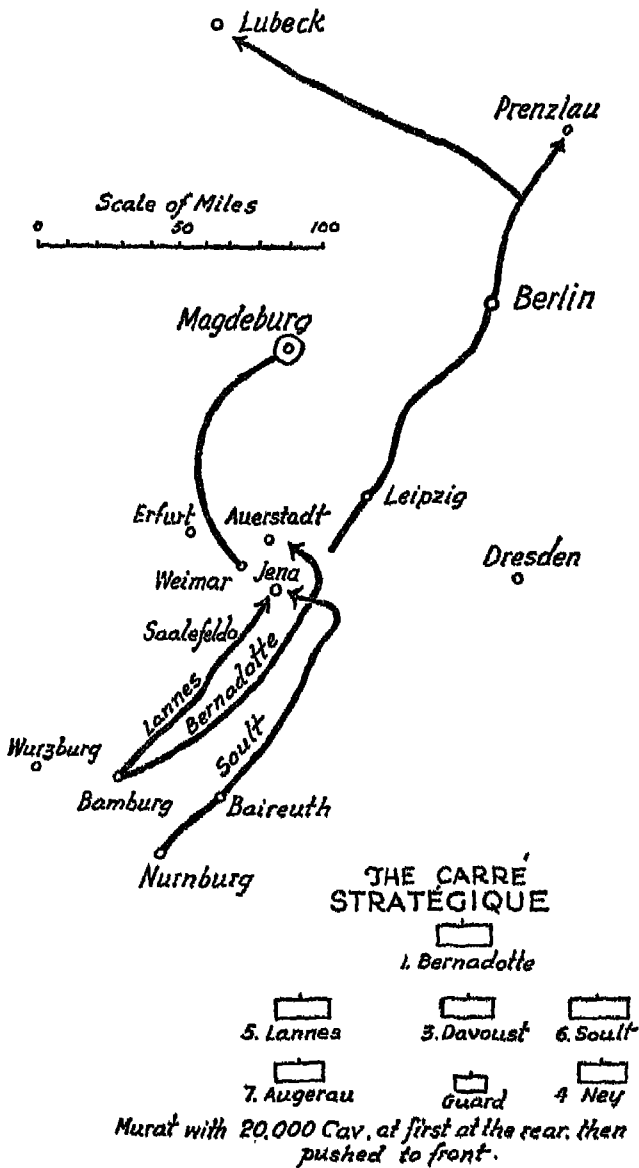 Lubeck
Prenzlau
Scale of Miles
0 50 100
Berlin
Magdeburg
Leipzig
Erfurt
Auerstadt
Dresden
Weimar
Jena
Saalefeld
Lannes
Bernadotte
Soult
Wurzburg
Bamburg
Baireuth
Nurnburg
THE CARRÉ
STRATÉGIQUE
1. Bernadotte
5. Lannes 3. Davoust 6. Soult
7. Augerau Guard 4 Ney
Murat with 20,000 Cav. at first at the rear, then
pushed to front.